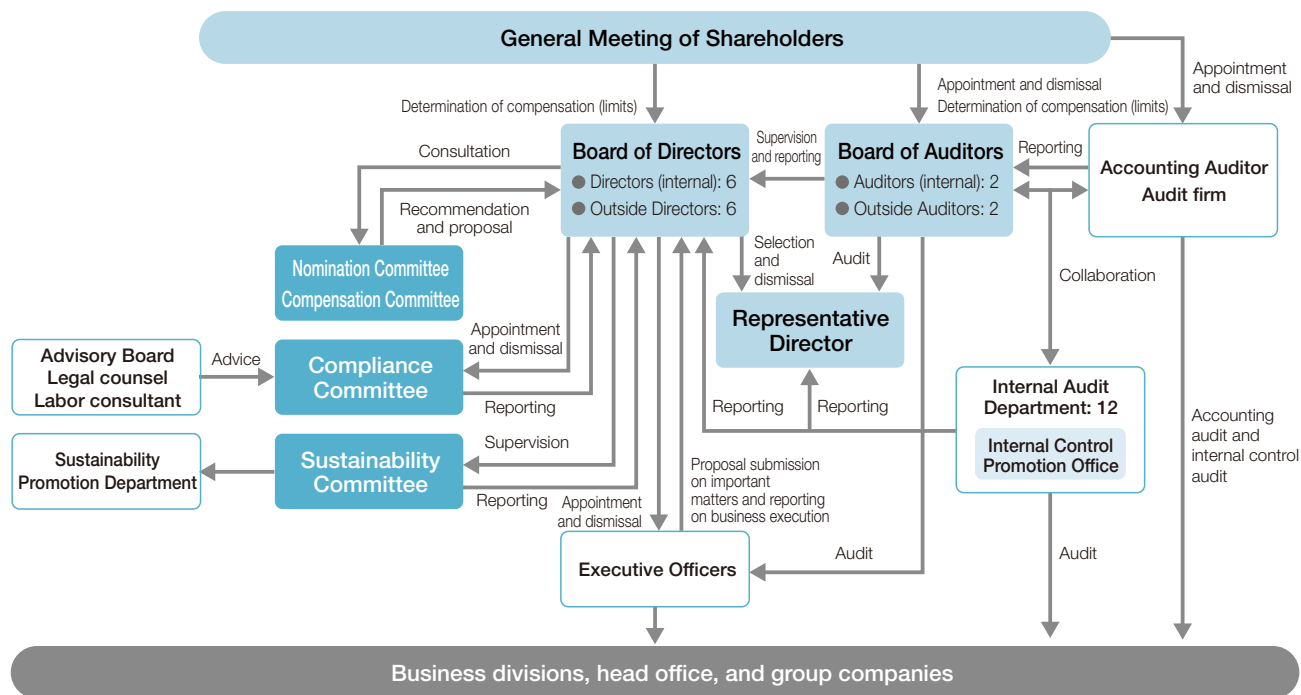 General Meeting of Shareholders
Appointment
and dismissal
Determination of compensation (limits)
Appointment and dismissal
Determination of compensation (limits)
Consultation
Board of Directors
● Directors (internal): 6
● Outside Directors: 6
Supervision
and reporting
Board of Auditors
● Auditors (internal): 2
● Outside Auditors: 2
Reporting
Accounting Auditor
Audit firm
Recommendation
and proposal
Nomination Committee
Compensation Committee
Selection
and
dismissal
Audit
Collaboration
Representative
Director
Advisory Board
Legal counsel
Labor consultant
Advice
Compliance
Committee
Appointment
and dismissal
Reporting
Reporting
Reporting
Internal Audit
Department: 12
Internal Control
Promotion Office
Accounting
audit and
internal control
audit
Sustainability
Promotion Department
Sustainability
Committee
Supervision
Reporting
Appointment
and dismissal
Proposal submission
on important
matters and reporting
on business execution
Executive Officers
Audit
Audit
Business divisions, head office, and group companies